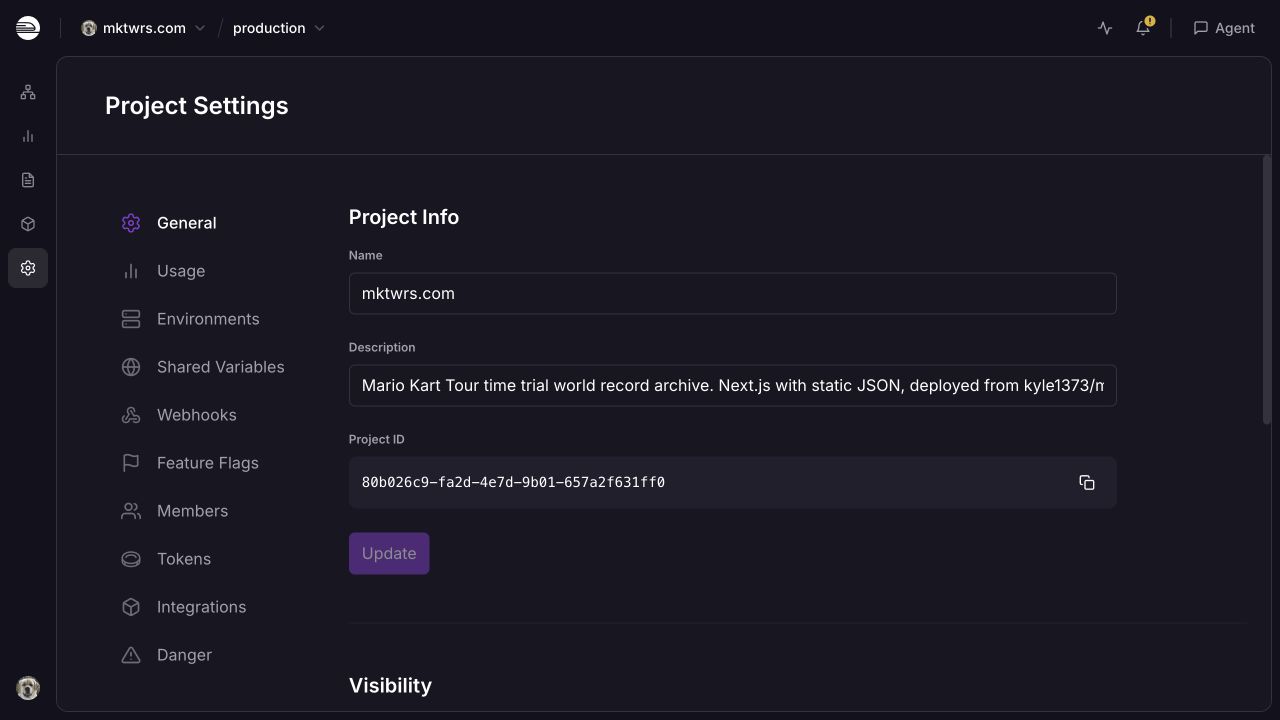 mktwrs.com
production
!
Agent
Project Settings
General
Usage
Environments
Shared Variables
Webhooks
Feature Flags
Members
Tokens
Integrations
Danger
Project Info
Name
mktwrs.com
Description
Mario Kart Tour time trial world record archive. Next.js with static JSON, deployed from kyle1373/m
Project ID
80b026c9-fa2d-4e7d-9b01-657a2f631ff0
Update
Visibility